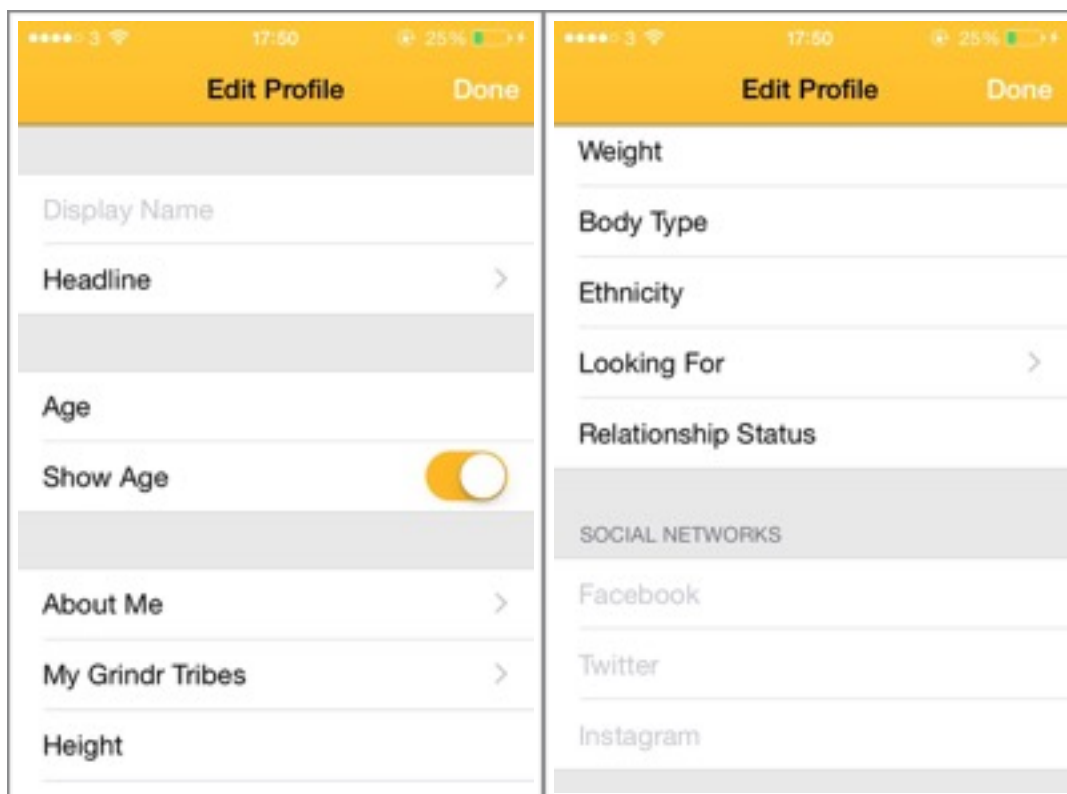 3 17:50 25%
Edit Profile Done
Display Name
Headline
Age
Show Age
About Me
My Grindr Tribes
Height
3 17:50 25%
Edit Profile Done
Weight
Body Type
Ethnicity
Looking For
Relationship Status
SOCIAL NETWORKS
Facebook
Twitter
Instagram